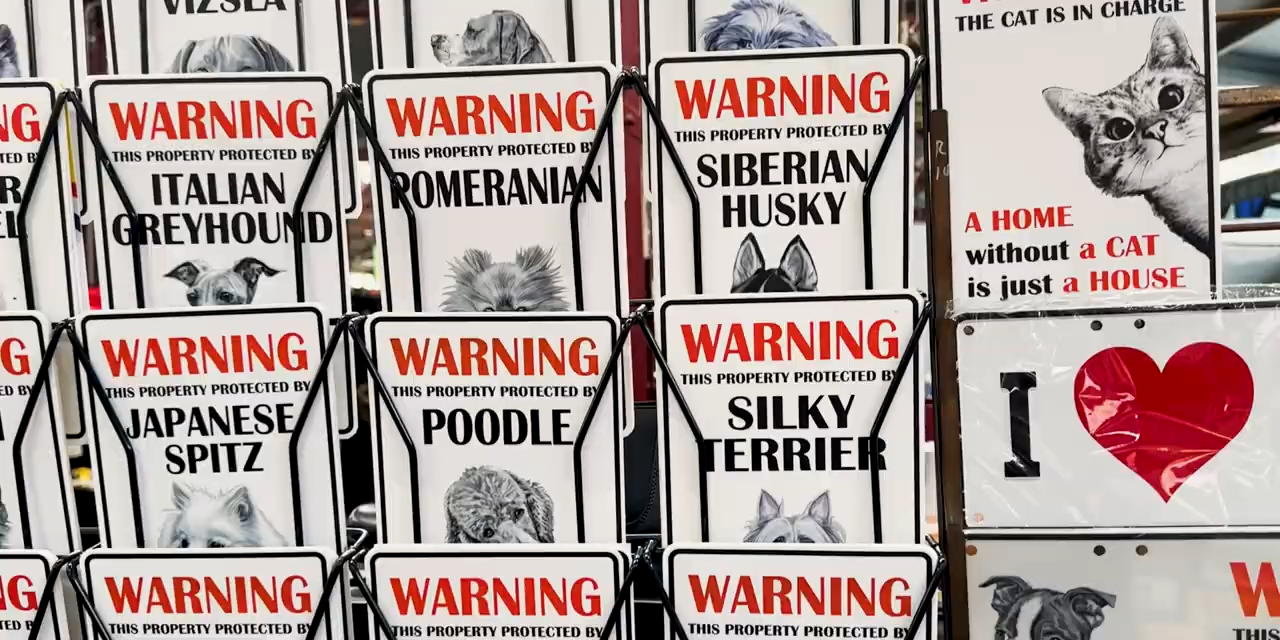 VIZSLA
THE CAT IS IN CHARGE
WARNING
THIS PROPERTY PROTECTED BY
ITALIAN
GREYHOUND
WARNING
THIS PROPERTY PROTECTED BY
POMERANIAN
WARNING
THIS PROPERTY PROTECTED BY
SIBERIAN
HUSKY
A HOME
without a CAT
is just a HOUSE
WARNING
THIS PROPERTY PROTECTED BY
JAPANESE
SPITZ
WARNING
THIS PROPERTY PROTECTED BY
POODLE
WARNING
THIS PROPERTY PROTECTED BY
SILKY
TERRIER
I
WARNING
THIS PROPERTY PROTECTED BY
WARNING
THIS PROPERTY PROTECTED BY
WARNING
THIS PROPERTY PROTECTED BY